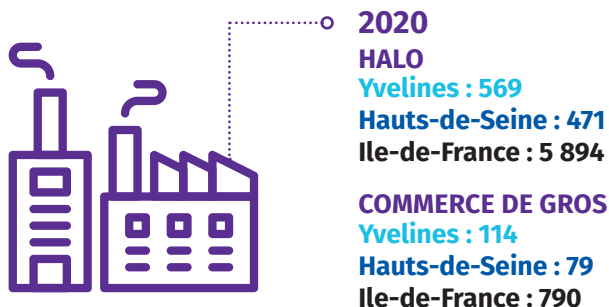 2020
HALO
Yvelines : 569
Hauts-de-Seine : 471
Ile-de-France : 5 894
COMMERCE DE GROS
Yvelines : 114
Hauts-de-Seine : 79
Ile-de-France : 790